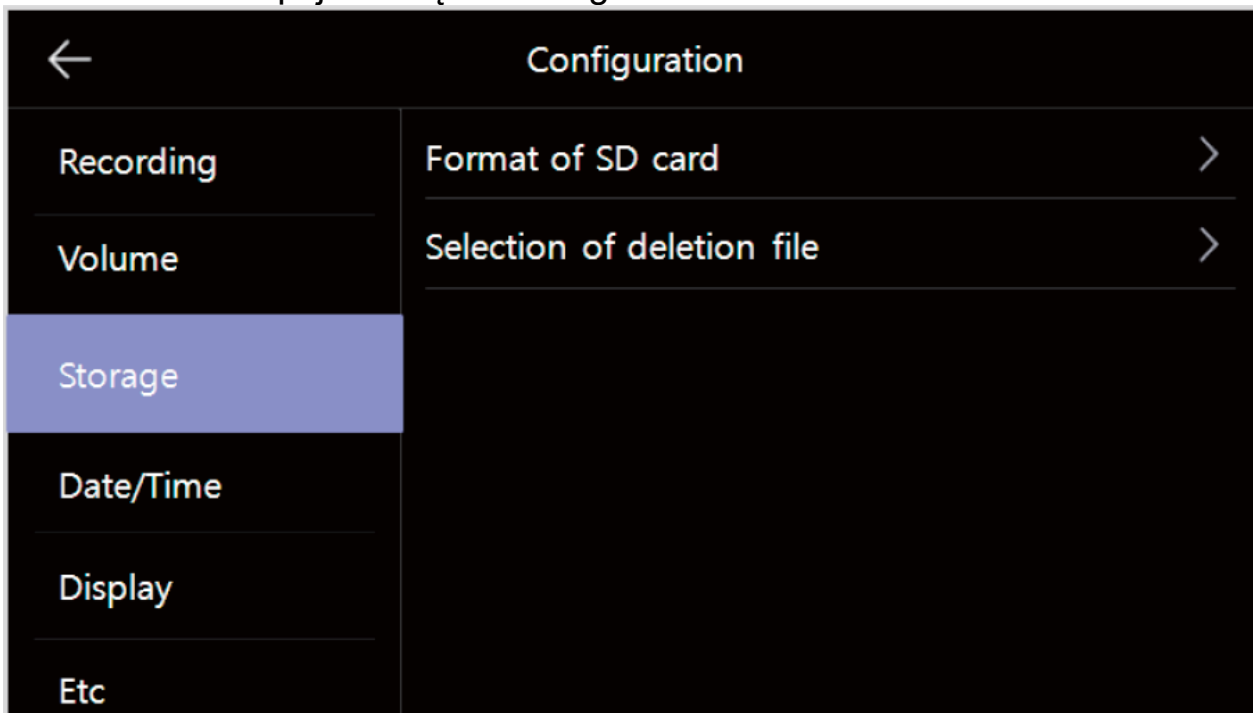 Configuration
Recording
Volume
Storage
Date/Time
Display
Etc
Format of SD card
Selection of deletion file